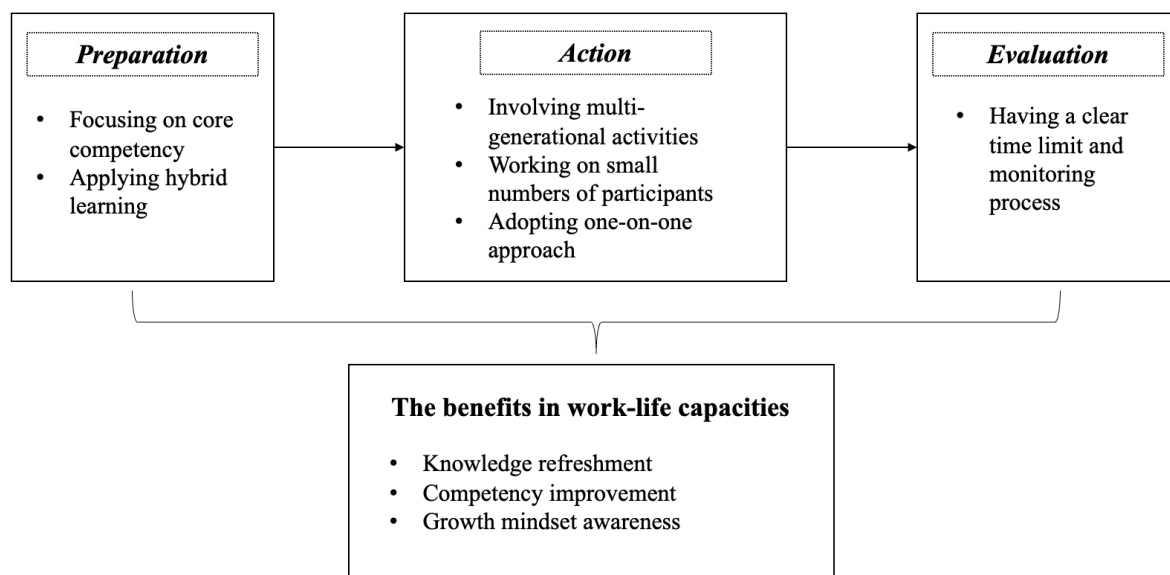 Preparation
• Focusing on core
competency
• Applying hybrid
learning
Action
• Involving multi-
generational activities
• Working on small
numbers of participants
• Adopting one-on-one
approach
Evaluation
• Having a clear
time limit and
monitoring
process
The benefits in work-life capacities
• Knowledge refreshment
• Competency improvement
• Growth mindset awareness